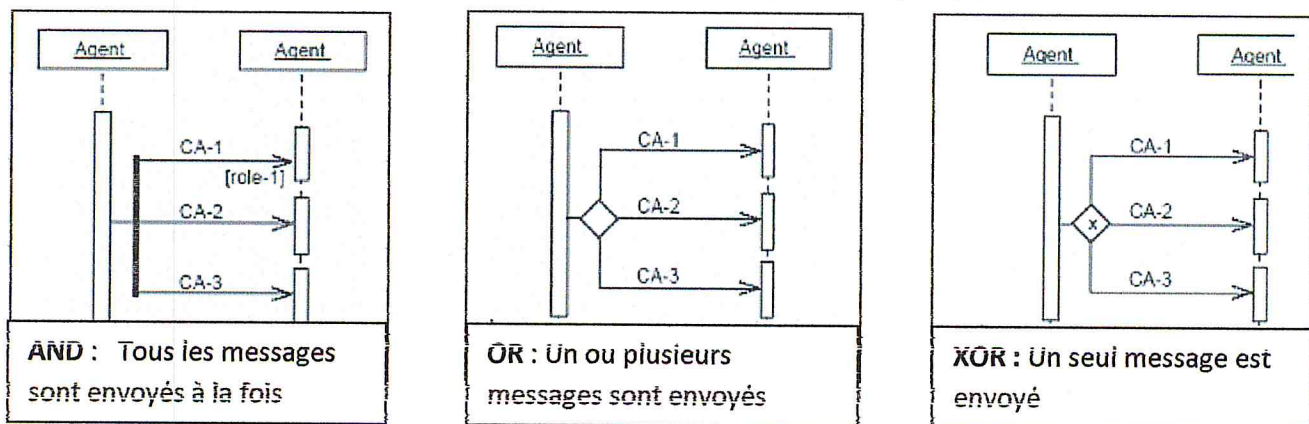 Agent
Agent
CA-1
[role-1]
CA-2
CA-3
AND : Tous les messages
sont envoyés à la fois
Agent
Agent
CA-1
CA-2
CA-3
OR : Un ou plusieurs
messages sont envoyés
Agent
Agent
CA-1
x
CA-2
CA-3
XOR : Un seul message est
envoyé